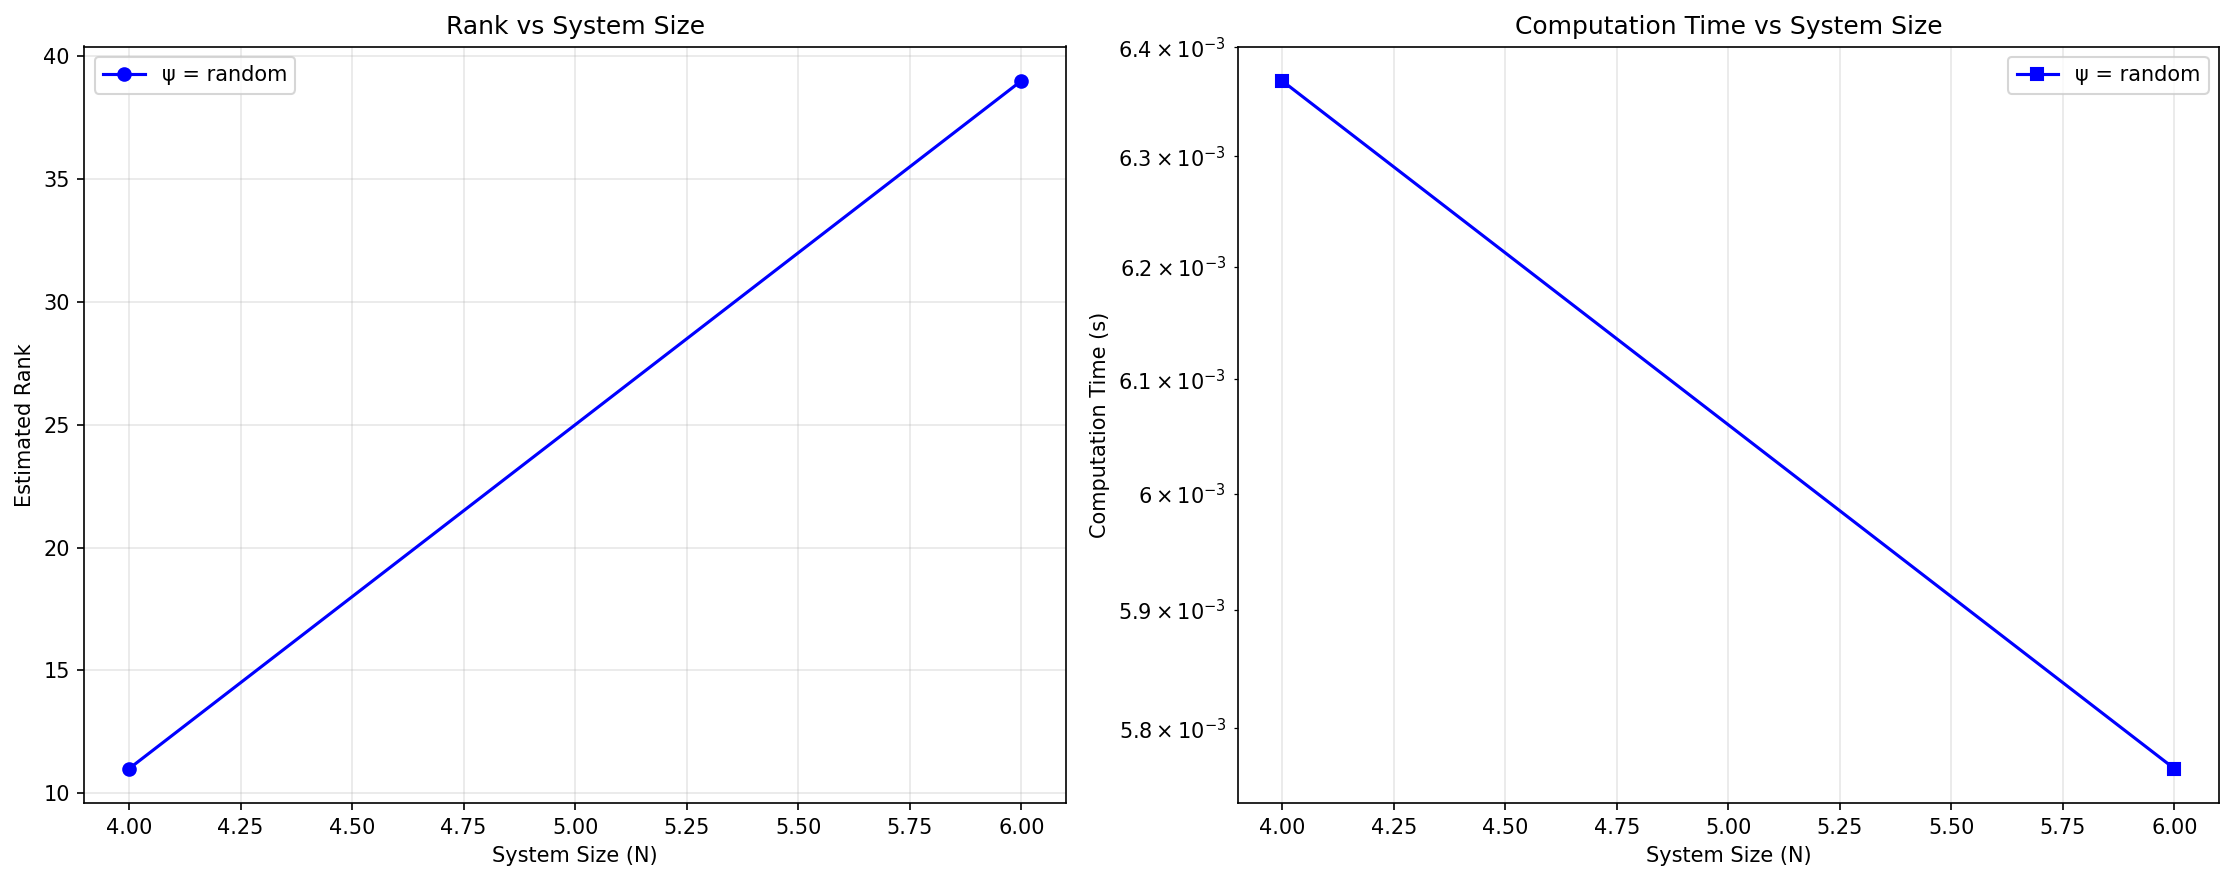 Rank vs System Size
ψ = random
40
35
30
25
20
15
10
Estimated Rank
4.00 4.25 4.50 4.75 5.00 5.25 5.50 5.75 6.00
System Size (N)
Computation Time vs System Size
ψ = random
6.4 × 10⁻³
6.3 × 10⁻³
6.2 × 10⁻³
6.1 × 10⁻³
6 × 10⁻³
5.9 × 10⁻³
5.8 × 10⁻³
Computation Time (s)
4.00 4.25 4.50 4.75 5.00 5.25 5.50 5.75 6.00
System Size (N)